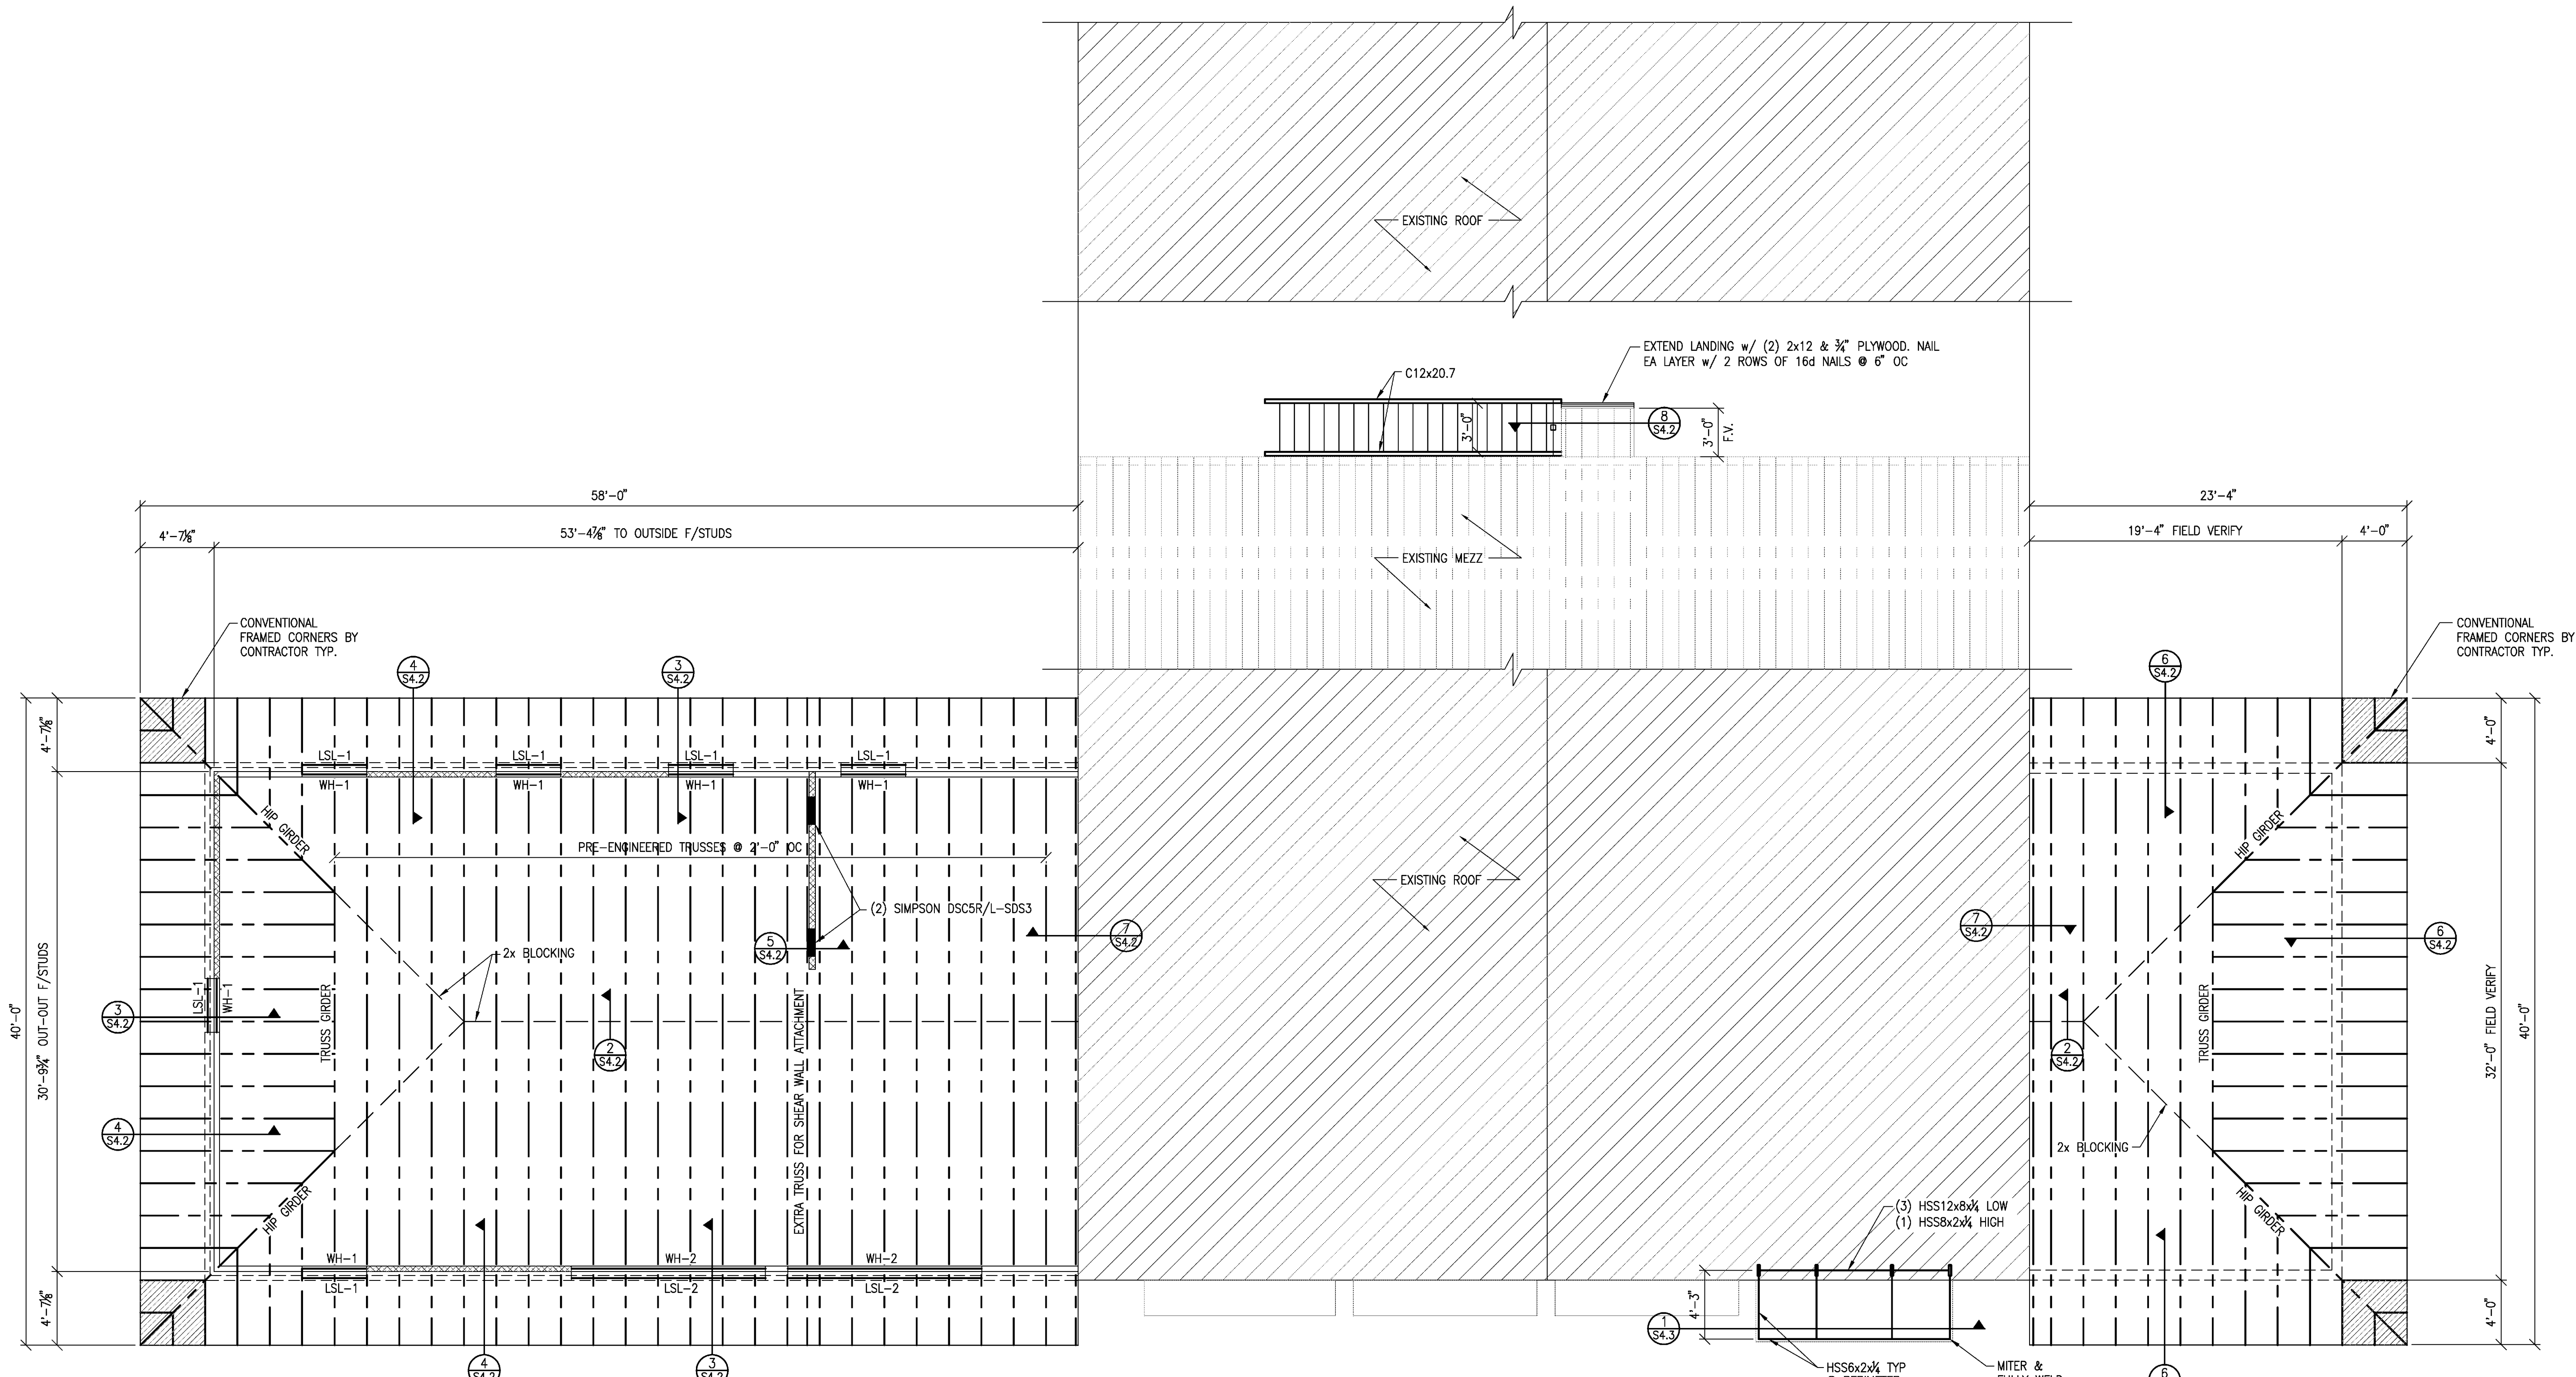 EXISTING ROOF
EXTEND LANDING w/ (2) 2x12 & 3/4" PLYWOOD. NAIL
EA LAYER w/ 2 ROWS OF 16d NAILS @ 6" OC
C12x20.7
3'-0"
8
S4.2
3'-0"
F.V.
58'-0"
23'-4"
4'-7⅞"
53'-4⅞" TO OUTSIDE F/STUDS
19'-4" FIELD VERIFY
4'-0"
EXISTING MEZZ
CONVENTIONAL
FRAMED CORNERS BY
CONTRACTOR TYP.
CONVENTIONAL
FRAMED CORNERS BY
CONTRACTOR TYP.
4
S4.2
3
S4.2
6
S4.2
4'-7⅛"
4'-0"
LSL-1
LSL-1
LSL-1
LSL-1
WH-1
WH-1
WH-1
WH-1
HIP GIRDER
HIP GIRDER
PRE-ENGINEERED TRUSSES @ 2'-0" OC
EXISTING ROOF
(2) SIMPSON DSC5R/L-SDS3
5
S4.2
7
S4.2
7
S4.2
6
S4.2
2x BLOCKING
40'-0"
30'-9¾" OUT-OUT F/STUDS
LSL-1
WH-1
3
S4.2
TRUSS GIRDER
2
S4.2
EXTRA TRUSS FOR SHEAR WALL ATTACHMENT
2
S4.2
TRUSS GIRDER
32'-0" FIELD VERIFY
40'-0"
4
S4.2
2x BLOCKING
HIP GIRDER
HIP GIRDER
(3) HSS12x8x¼ LOW
(1) HSS8x2x¼ HIGH
WH-1
WH-2
WH-2
LSL-1
LSL-2
LSL-2
4'-7⅛"
4'-3"
4'-0"
1
S4.3
4
S4.2
3
S4.2
HSS6x2x¼ TYP
MITER &
6